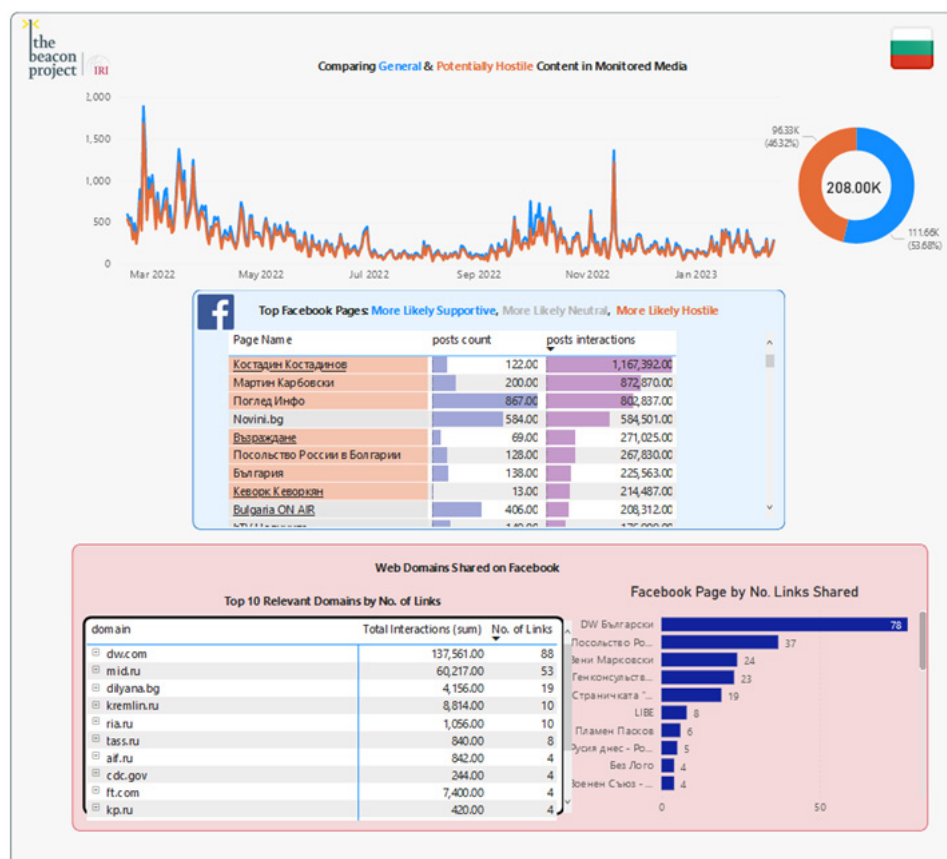 the
beacon
project
IRI
Comparing General & Potentially Hostile Content in Monitored Media
2,000
1,500
1,000
500
0
Mar 2022 May 2022 Jul 2022 Sep 2022 Nov 2022 Jan 2023
96.33K
(46.32%)
208.00K
111.66K
(53.68%)
Top Facebook Pages: More Likely Supportive, More Likely Neutral, More Likely Hostile
Page Name posts count posts interactions
Костадин Костадинов 122.00 1,167,392.00
Мартин Карбовски 200.00 872,870.00
Поглед Инфо 867.00 802,837.00
Novini.bg 584.00 584,501.00
Възраждане 69.00 271,025.00
Посольство России в Болгарии 128.00 267,830.00
България 138.00 225,563.00
Кеворк Кеворкян 13.00 214,487.00
Bulgaria ON AIR 406.00 208,312.00
Web Domains Shared on Facebook
Top 10 Relevant Domains by No. of Links
domain Total Interactions (sum) No. of Links
dw.com 137,561.00 88
mid.ru 60,217.00 53
dilyana.bg 4,156.00 19
kremlin.ru 8,814.00 10
ria.ru 1,056.00 10
tass.ru 840.00 8
aif.ru 842.00 4
cdc.gov 244.00 4
ft.com 7,400.00 4
kp.ru 420.00 4
Facebook Page by No. Links Shared
DW Български 78
Посольство Ро... 37
Вени Марковски 24
Генконсульств... 23
Страничката "... 19
LIBE 8
Пламен Пасков 6
Русия днес - Ро... 5
Без Лого 4
Военен Съюз - ... 4
0 50